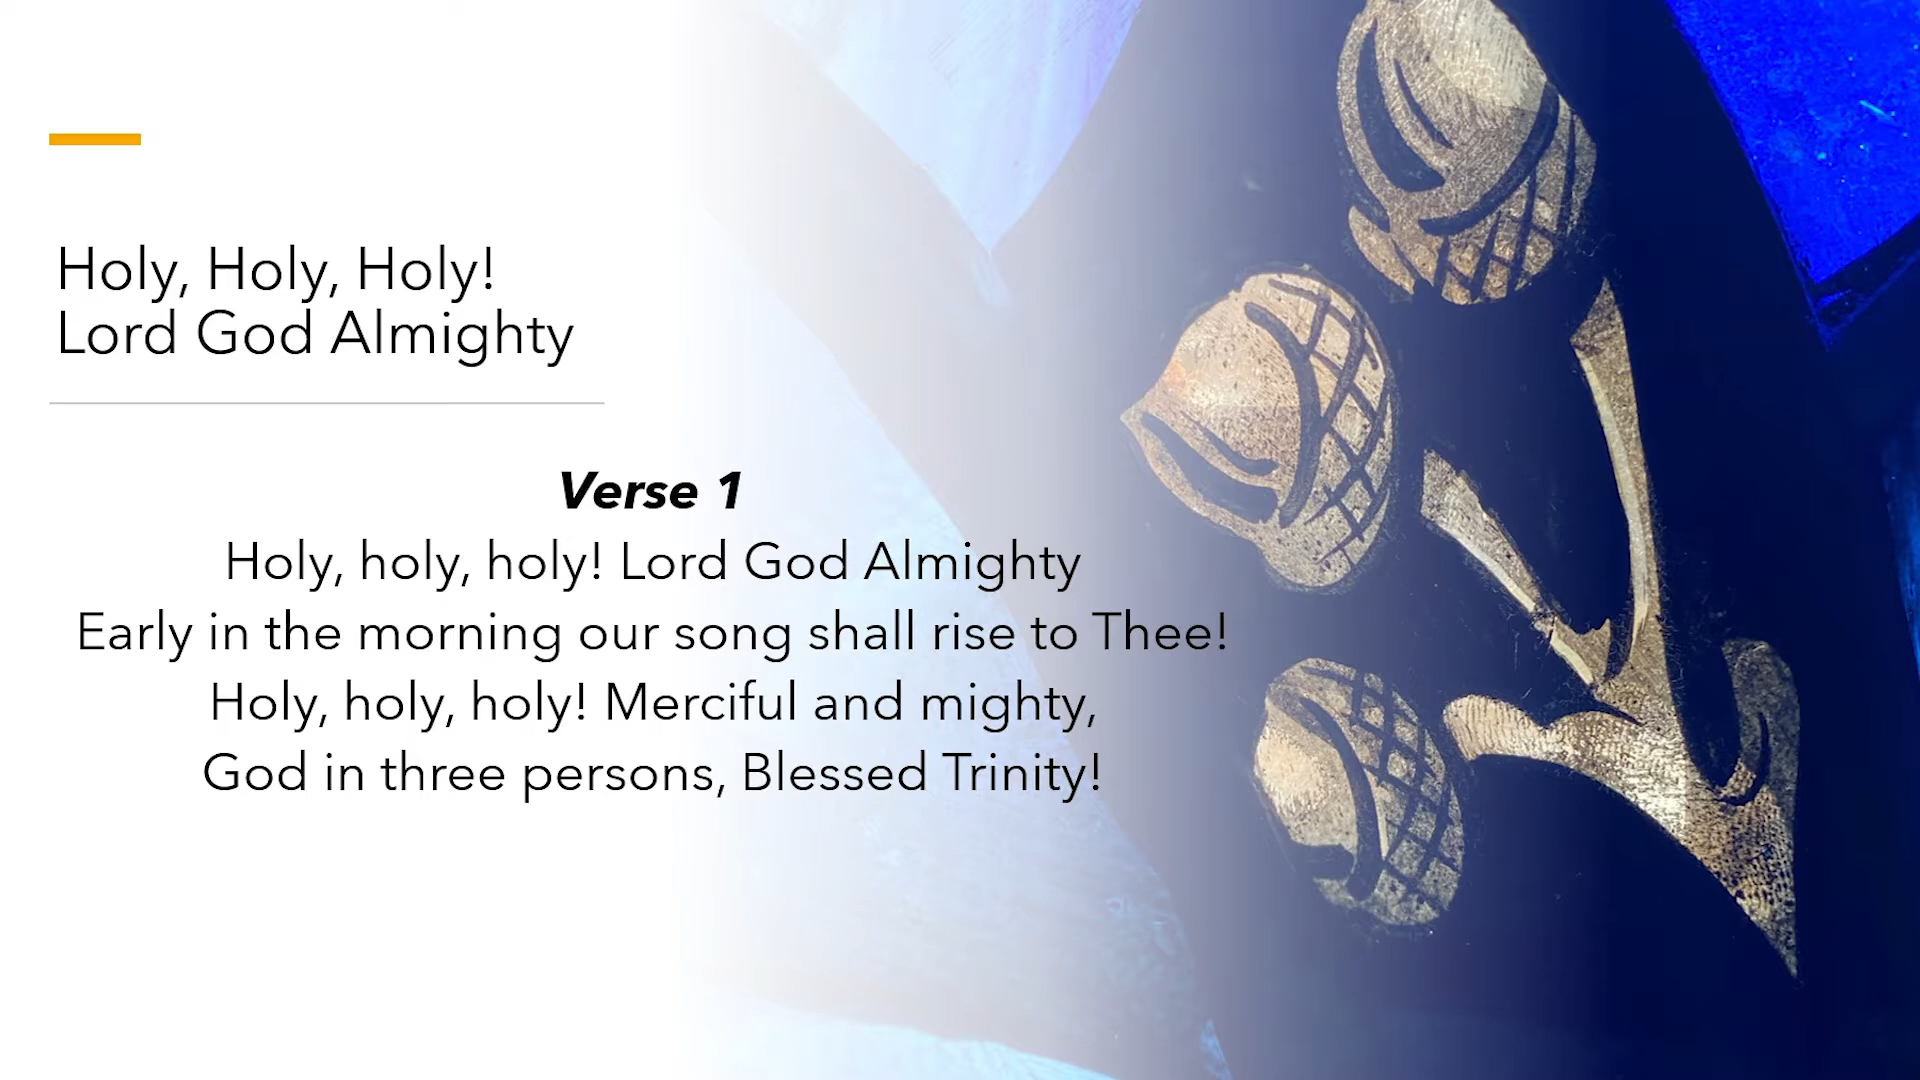 Holy, Holy, Holy!
Lord God Almighty
Verse 1
Holy, holy, holy! Lord God Almighty
Early in the morning our song shall rise to Thee!
Holy, holy, holy! Merciful and mighty,
God in three persons, Blessed Trinity!